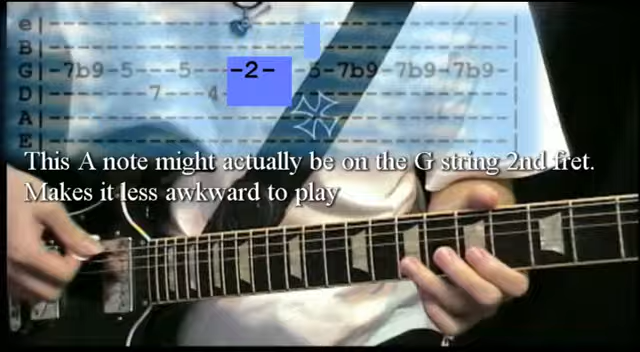 e|--------------------------------
B|--------------------------------
G|-7b9-5---5---2---5-7b9-7b9-7b9-
D|-------7---4-
A|--------------------------------
E|--------------------------------
This A note might actually be on the G string 2nd fret.
Makes it less awkward to play